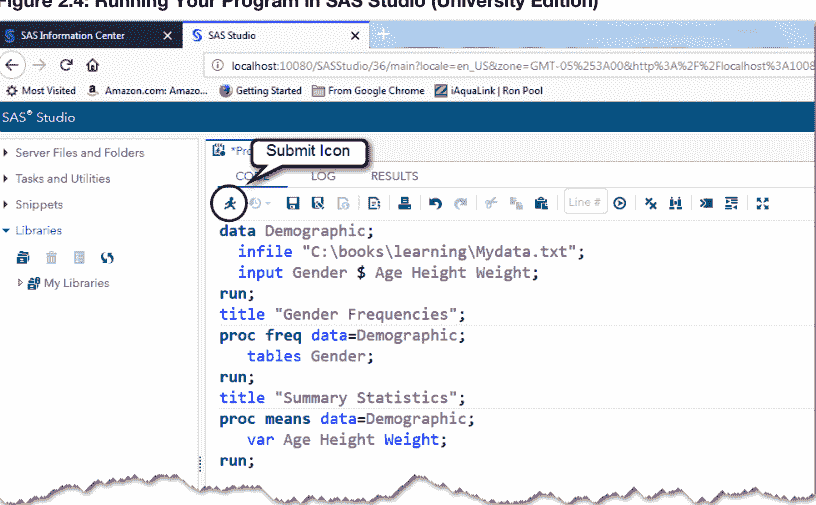 Figure 2.4: Running Your Program in SAS Studio (University Edition)
SAS Information Center
SAS Studio
localhost:10080/SASStudio/36/main?locale=en_US&zone=GMT-05%253A00&http%3A%2F%2Flocalhost%3A1008
Most Visited Amazon.com: Amazo... Getting Started From Google Chrome iAquaLink | Ron Pool
SAS® Studio
Server Files and Folders
Tasks and Utilities
Snippets
Libraries
My Libraries
Submit Icon
LOG RESULTS
Line #
data Demographic;
infile "C:\books\learning\Mydata.txt";
input Gender $ Age Height Weight;
run;
title "Gender Frequencies";
proc freq data=Demographic;
tables Gender;
run;
title "Summary Statistics";
proc means data=Demographic;
var Age Height Weight;
run;